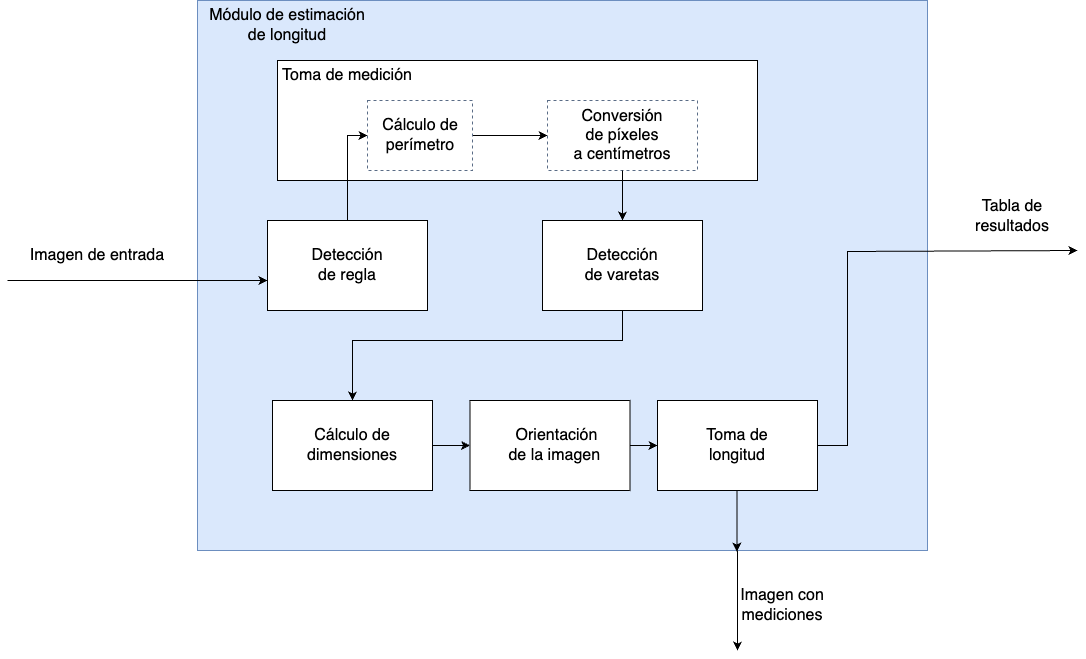 Módulo de estimación
de longitud
Toma de medición
Cálculo de
perímetro
Conversión
de píxeles
a centímetros
Imagen de entrada
Detección
de regla
Detección
de varetas
Tabla de
resultados
Cálculo de
dimensiones
Orientación
de la imagen
Toma de
longitud
Imagen con
mediciones